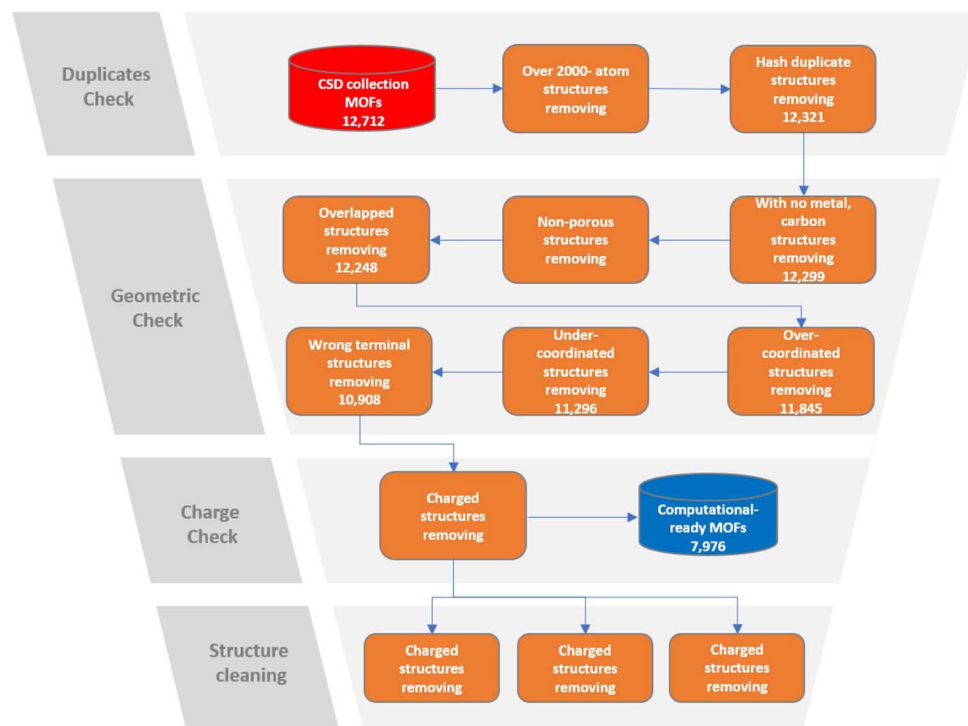 Duplicates
Check
CSD collection
MOFs
12,712
Over 2000- atom
structures
removing
Hash duplicate
structures
removing
12,321
Geometric
Check
Overlapped
structures
removing
12,248
Non-porous
structures
removing
With no metal,
carbon
structures
removing
12,299
Wrong terminal
structures
removing
10,908
Under-
coordinated
structures
removing
11,296
Over-
coordinated
structures
removing
11,845
Charge
Check
Charged
structures
removing
Computational-
ready MOFs
7,976
Structure
cleaning
Charged
structures
removing
Charged
structures
removing
Charged
structures
removing